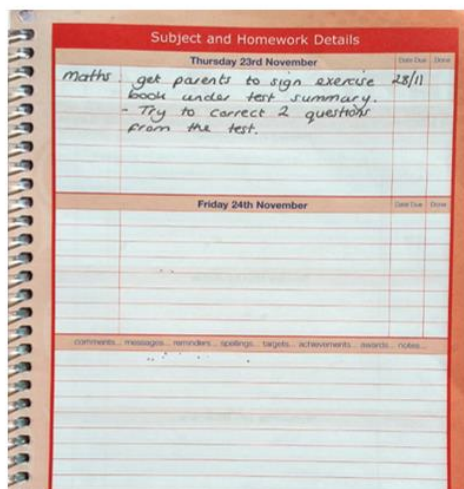 Subject and Homework Details
Thursday 23rd November Date Due Done
maths get parents to sign exercise 28/11
book under test summary.
- Try to correct 2 questions
from the test.
Friday 24th November Date Due Done
comments... messages... reminders... spellings... targets... achievements... awards... notes...